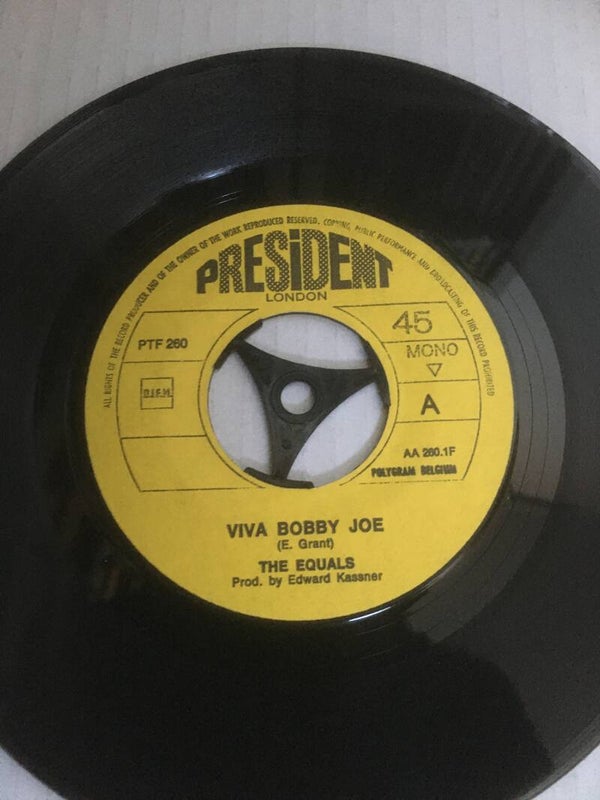 ALL RIGHTS OF THE RECORD PRODUCER AND OF THE OWNER OF THE WORK REPRODUCED RESERVED. COPYING, PUBLIC PERFORMANCE AND BROADCASTING OF THIS RECORD PROHIBITED
PRESiDENT
LONDON
PTF 260
45
MONO
A
B.I.E.M.
AA 260.1F
POLYGRAM BELGIUM
VIVA BOBBY JOE
(E. Grant)
THE EQUALS
Prod. by Edward Kassner